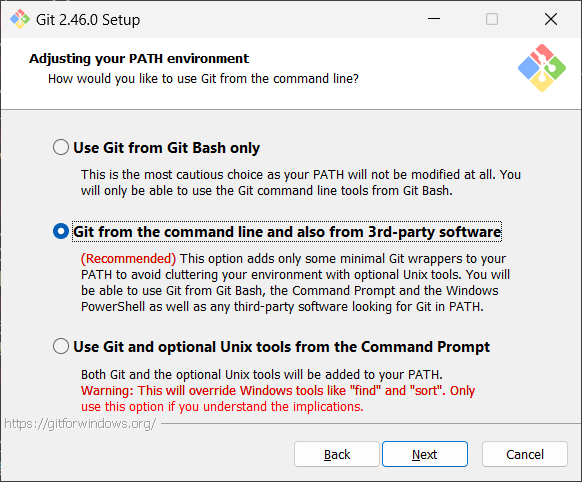 Git 2.46.0 Setup
Adjusting your PATH environment
How would you like to use Git from the command line?
Use Git from Git Bash only
This is the most cautious choice as your PATH will not be modified at all. You
will only be able to use the Git command line tools from Git Bash.
Git from the command line and also from 3rd-party software
(Recommended) This option adds only some minimal Git wrappers to your
PATH to avoid cluttering your environment with optional Unix tools. You will
be able to use Git from Git Bash, the Command Prompt and the Windows
PowerShell as well as any third-party software looking for Git in PATH.
Use Git and optional Unix tools from the Command Prompt
Both Git and the optional Unix tools will be added to your PATH.
Warning: This will override Windows tools like "find" and "sort". Only
use this option if you understand the implications.
https://gitforwindows.org/
Back
Next
Cancel